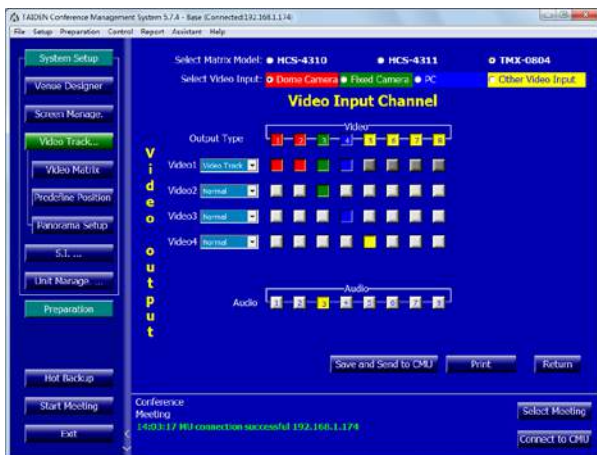 TAIDEN Conference Management System 5.7.4 - Base (Connected:192.168.1.174)
File Setup Preparation Control Report Assistant Help
System Setup
Venue Designer
Screen Manage.
Video Track...
Video Matrix
Predefine Position
Panorama Setup
S.I. ...
Unit Manage. ...
Preparation
Hot Backup
Start Meeting
Exit
Select Matrix Model: HCS-4310 HCS-4311 TMX-0804
Select Video Input: Dome Camera Fixed Camera PC Other Video Input
Video Input Channel
Video
Output Type 1 2 3 4 5 6 7 8
Video output
Video1 Video Track
Video2 Normal
Video3 Normal
Video4 Normal
Audio
Audio 1 2 3 4 5 6 7 8
Save and Send to CMU Print Return
Conference
Meeting
14:03:17 MU connection successful 192.168.1.174
Select Meeting
Connect to CMU